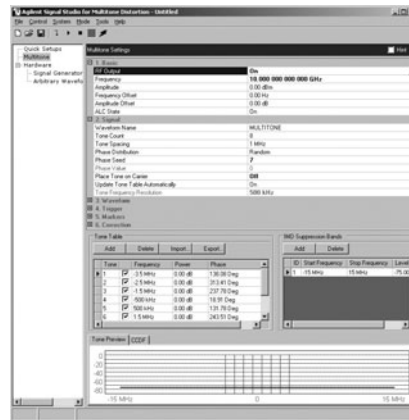 Agilent Signal Studio for Multitone Distortion - Untitled
File Control System Mode Tools Help
Quick Setups
Multitone
Hardware
Signal Generator
Arbitrary Wavefo
Multitone Settings
1. Basic
RF Output On
Frequency 18.000 000 000 000 GHz
Amplitude 0.00 dBm
Frequency Offset 0.00 Hz
Amplitude Offset 0.00 dB
ALC State On
2. Signal
Waveform Name MULTITONE
Tone Count 8
Tone Spacing 1 MHz
Phase Distribution Random
Phase Seed 7
Phase Value 0
Place Tone on Carrier Off
Update Tone Table Automatically On
Tone Frequency Resolution 500 kHz
3. Waveform
4. Trigger
5. Markers
6. Correction
Tone Table
Add Delete Import... Export...
Tone Frequency Power Phase
1 -3.5 MHz 0.00 dB 138.08 Deg
2 -2.5 MHz 0.00 dB 313.41 Deg
3 -1.5 MHz 0.00 dB 237.78 Deg
4 -500 kHz 0.00 dB 18.91 Deg
5 500 kHz 0.00 dB 131.78 Deg
6 1.5 MHz 0.00 dB 243.51 Deg
IMD Suppression Bands
Add Delete
ID Start Frequency Stop Frequency Level
1 -15 MHz 15 MHz -75.00
Tone Preview CCDF
0
-20
-40
-60
-80
-15 MHz 0 15 MHz